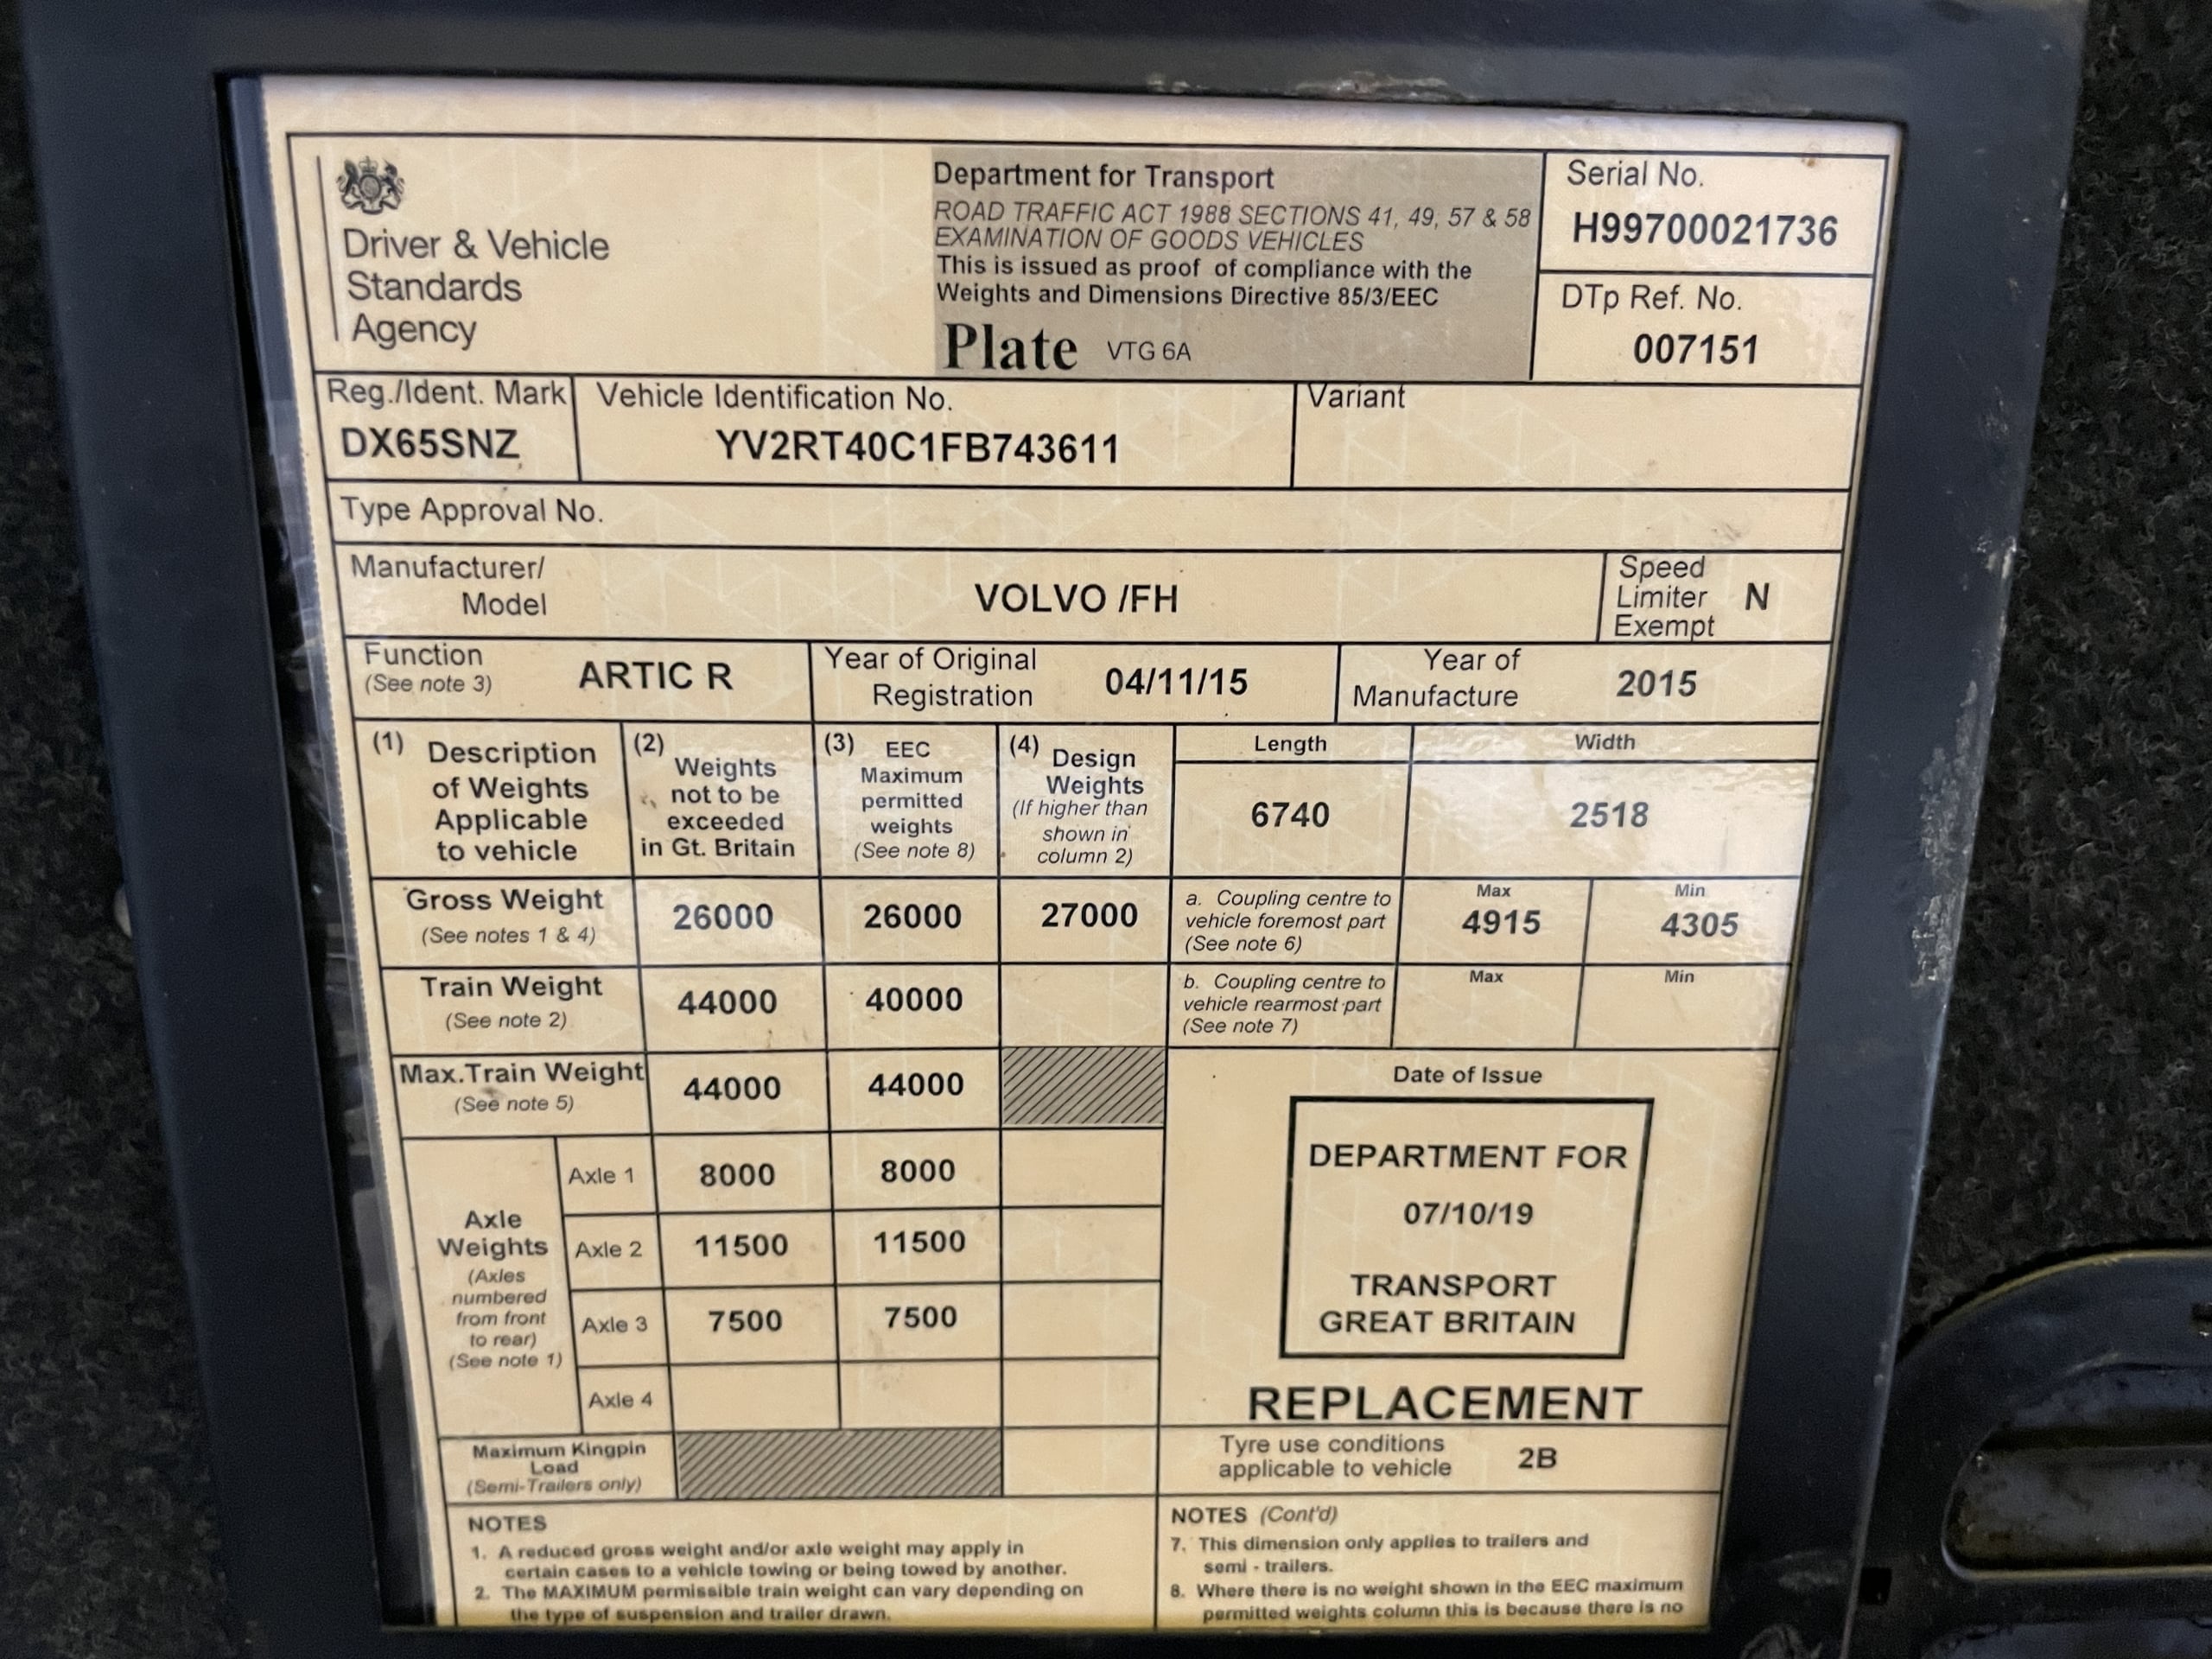 Driver & Vehicle
Standards
Agency
Department for Transport
ROAD TRAFFIC ACT 1988 SECTIONS 41, 49, 57 & 58
EXAMINATION OF GOODS VEHICLES
This is issued as proof of compliance with the
Weights and Dimensions Directive 85/3/EEC
Plate VTG 6A
Serial No.
H99700021736
DTp Ref. No.
007151
Reg./Ident. Mark
DX65SNZ
Vehicle Identification No.
YV2RT40C1FB743611
Variant
Type Approval No.
Manufacturer/
Model
VOLVO /FH
Speed
Limiter
Exempt
N
Function
(See note 3)
ARTIC R
Year of Original
Registration
04/11/15
Year of
Manufacture
2015
(1) Description
of Weights
Applicable
to vehicle
(2) Weights
not to be
exceeded
in Gt. Britain
(3) EEC
Maximum
permitted
weights
(See note 8)
(4) Design
Weights
(If higher than
shown in
column 2)
Length
6740
Width
2518
Gross Weight
(See notes 1 & 4)
26000
26000
27000
a. Coupling centre to
vehicle foremost part
(See note 6)
Max
4915
Min
4305
Train Weight
(See note 2)
44000
40000
b. Coupling centre to
vehicle rearmost part
(See note 7)
Max
Min
Max.Train Weight
(See note 5)
44000
44000
Axle
Weights
(Axles
numbered
from front
to rear)
(See note 1)
Axle 1
8000
8000
Axle 2
11500
11500
Axle 3
7500
7500
Axle 4
Maximum Kingpin
Load
(Semi-Trailers only)
Date of Issue
DEPARTMENT FOR
07/10/19
TRANSPORT
GREAT BRITAIN
REPLACEMENT
Tyre use conditions
applicable to vehicle
2B
NOTES
1. A reduced gross weight and/or axle weight may apply in
certain cases to a vehicle towing or being towed by another.
2. The MAXIMUM permissible train weight can vary depending on
the type of suspension and trailer drawn.
NOTES (Cont'd)
7. This dimension only applies to trailers and
semi - trailers.
8. Where there is no weight shown in the EEC maximum
permitted weights column this is because there is no